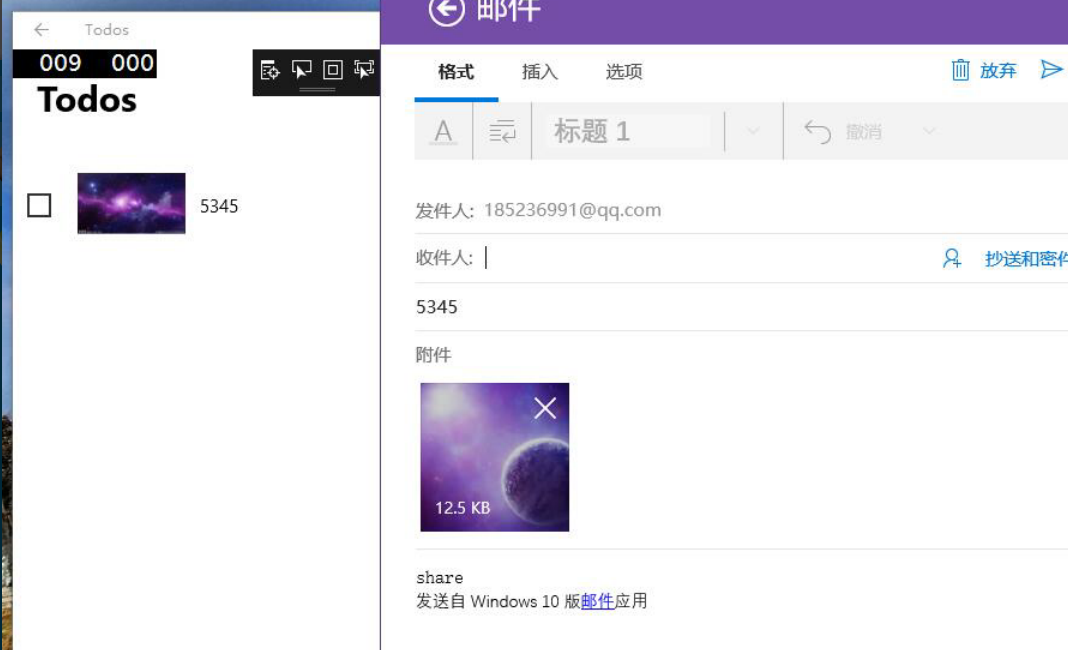 Todos
009 000
Todos
5345
邮件
格式 插入 选项 放弃
A 标题 1 撤消
发件人: 185236991@qq.com
收件人: 抄送和密件
5345
附件
12.5 KB
share
发送自 Windows 10 版邮件应用